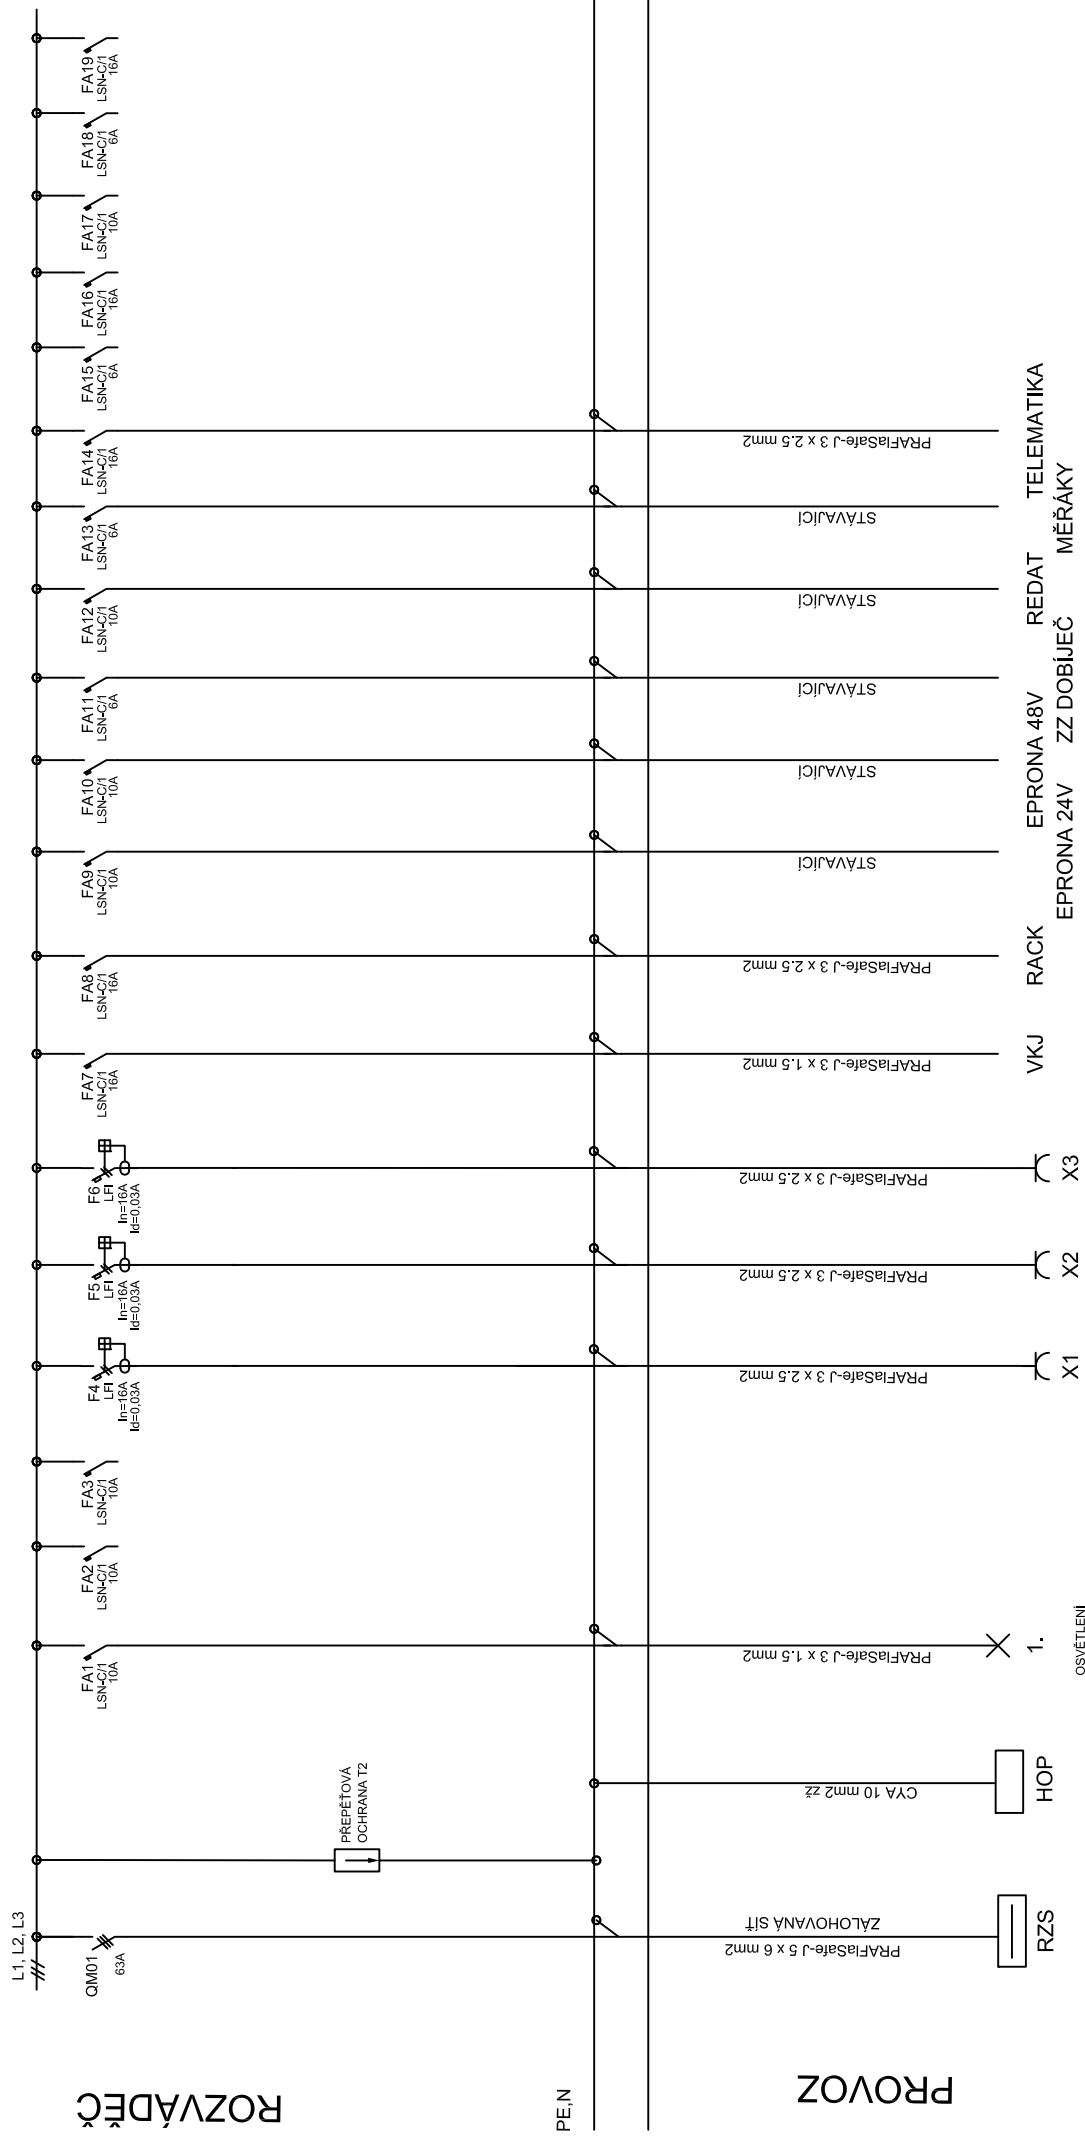 ROZVÁDĚČ
L1, L2, L3
QM01
63A
PŘEPĚŤOVÁ
OCHRANA T2
FA1
LSN-C/1
10A
FA2
LSN-C/1
10A
FA3
LSN-C/1
10A
F4
LFI
In=16A
Id=0,03A
F5
LFI
In=16A
Id=0,03A
F6
LFI
In=16A
Id=0,03A
FA7
LSN-C/1
16A
FA8
LSN-C/1
16A
FA9
LSN-C/1
10A
FA10
LSN-C/1
10A
FA11
LSN-C/1
6A
FA12
LSN-C/1
10A
FA13
LSN-C/1
6A
FA14
LSN-C/1
16A
FA15
LSN-C/1
6A
FA16
LSN-C/1
16A
FA17
LSN-C/1
10A
FA18
LSN-C/1
6A
FA19
LSN-C/1
16A
PE,N
PROVOZ
ZÁLOHOVANÁ SÍŤ
PRAFlaSafe-J 5 x 6 mm2
CYA 10 mm2 zž
PRAFlaSafe-J 3 x 1.5 mm2
PRAFlaSafe-J 3 x 2.5 mm2
PRAFlaSafe-J 3 x 2.5 mm2
PRAFlaSafe-J 3 x 2.5 mm2
PRAFlaSafe-J 3 x 1.5 mm2
PRAFlaSafe-J 3 x 2.5 mm2
STÁVAJÍCÍ
STÁVAJÍCÍ
STÁVAJÍCÍ
STÁVAJÍCÍ
STÁVAJÍCÍ
PRAFlaSafe-J 3 x 2.5 mm2
RZS
HOP
1.
OSVĚTLENÍ
X1
X2
X3
VKJ
RACK
EPRONA 24V
EPRONA 48V
ZZ DOBÍJEČ
REDAT
MĚŘÁKY
TELEMATIKA